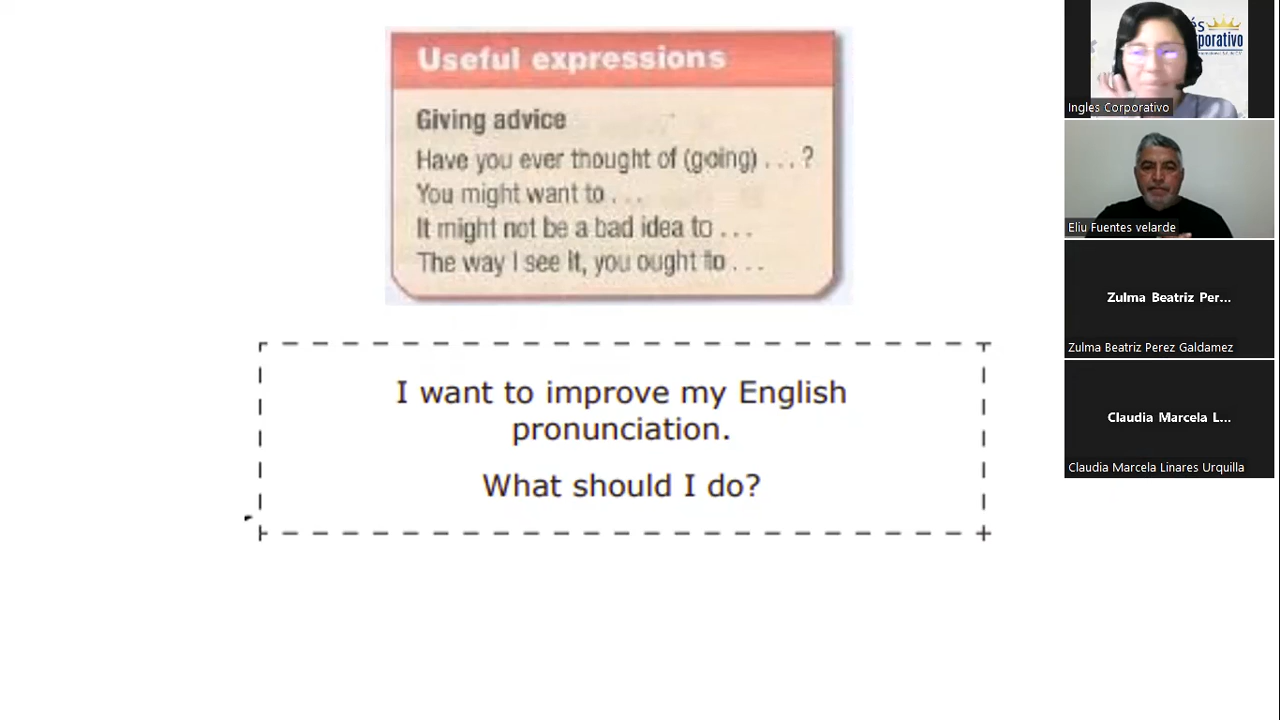 Useful expressions
Giving advice
Have you ever thought of (going) . . . ?
You might want to . . .
It might not be a bad idea to . . .
The way I see it, you ought to . . .
I want to improve my English
pronunciation.
What should I do?
és
rporativo
Ingles Corporativo
Eliu Fuentes velarde
Zulma Beatriz Per...
Zulma Beatriz Perez Galdamez
Claudia Marcela L...
Claudia Marcela Linares Urquilla